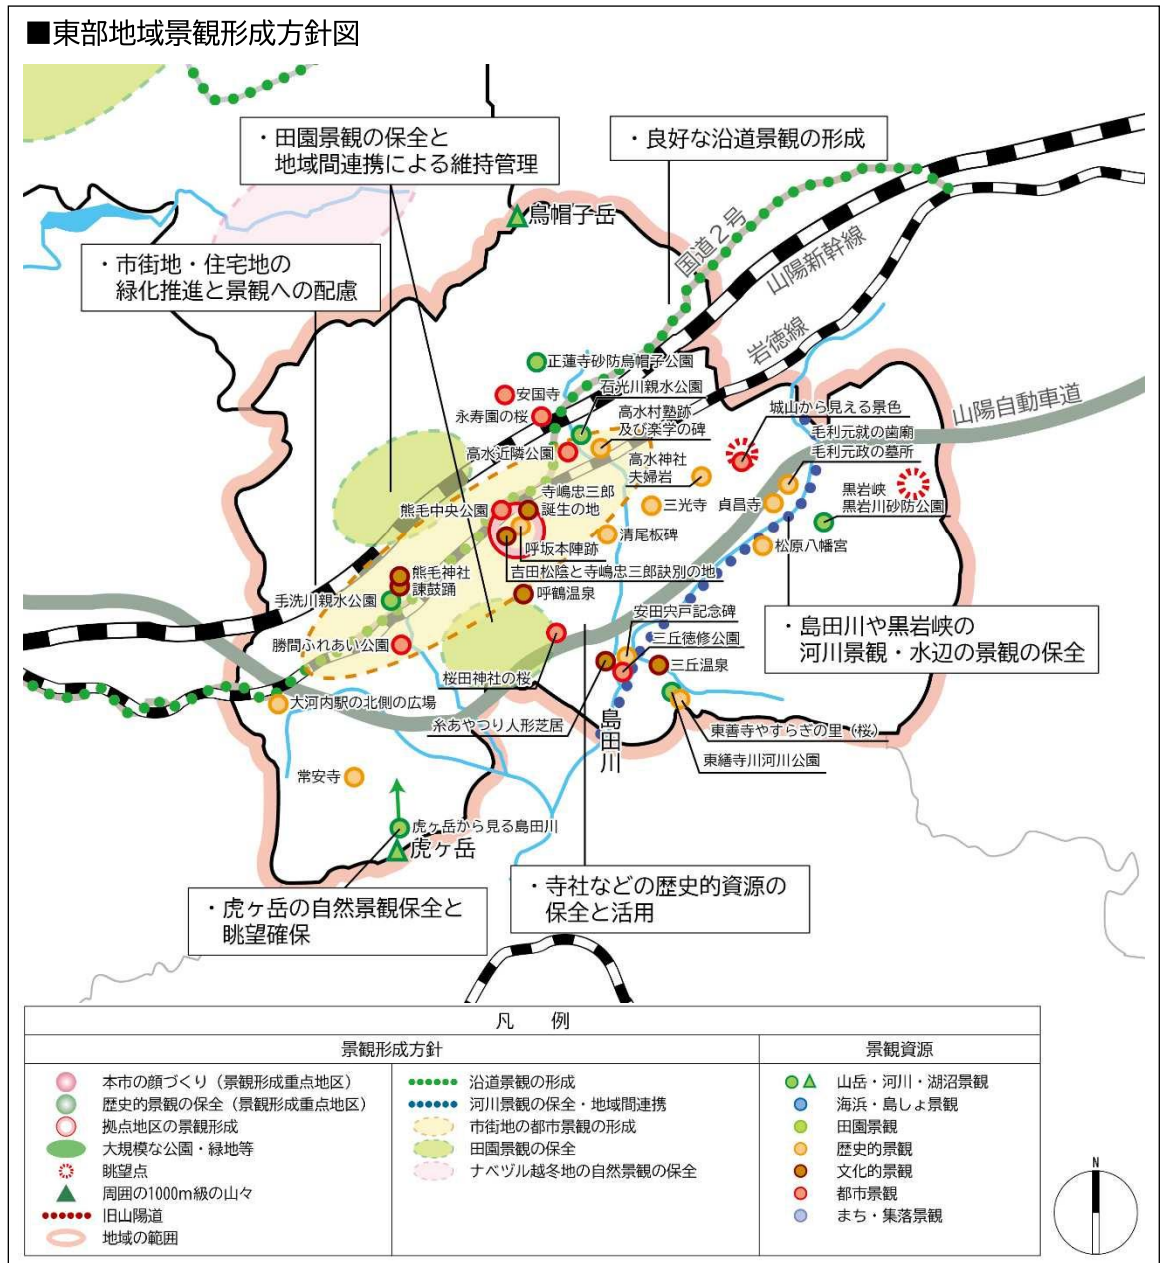 ■東部地域景観形成方針図
・田園景観の保全と
地域間連携による維持管理
・良好な沿道景観の形成
・市街地・住宅地の
緑化推進と景観への配慮
烏帽子岳
国道2号
山陽新幹線
岩徳線
山陽自動車道
正蓮寺砂防烏帽子公園
安国寺
石光川親水公園
永寿園の桜
高水村塾跡
及び楽学の碑
城山から見える景色
毛利元就の歯廟
毛利元政の墓所
高水近隣公園
高水神社
夫婦岩
黒岩峡
黒岩川砂防公園
寺嶋忠三郎
誕生の地
熊毛中央公園
三光寺
貞昌寺
清尾板碑
松原八幡宮
呼坂本陣跡
吉田松陰と寺嶋忠三郎訣別の地
熊毛神社
諫鼓踊
手洗川親水公園
呼鶴温泉
安田宍戸記念碑
三丘徳修公園
・島田川や黒岩峡の
河川景観・水辺の景観の保全
勝間ふれあい公園
三丘温泉
桜田神社の桜
大河内駅の北側の広場
糸あやつり人形芝居
島田川
東善寺やすらぎの里（桜）
東繕寺川河川公園
常安寺
虎ヶ岳から見る島田川
虎ヶ岳
・虎ヶ岳の自然景観保全と
眺望確保
・寺社などの歴史的資源の
保全と活用
凡　例
景観形成方針
景観資源
本市の顔づくり（景観形成重点地区）
歴史的景観の保全（景観形成重点地区）
拠点地区の景観形成
大規模な公園・緑地等
眺望点
周囲の1000m級の山々
旧山陽道
地域の範囲
沿道景観の形成
河川景観の保全・地域間連携
市街地の都市景観の形成
田園景観の保全
ナベヅル越冬地の自然景観の保全
山岳・河川・湖沼景観
海浜・島しょ景観
田園景観
歴史的景観
文化的景観
都市景観
まち・集落景観
N